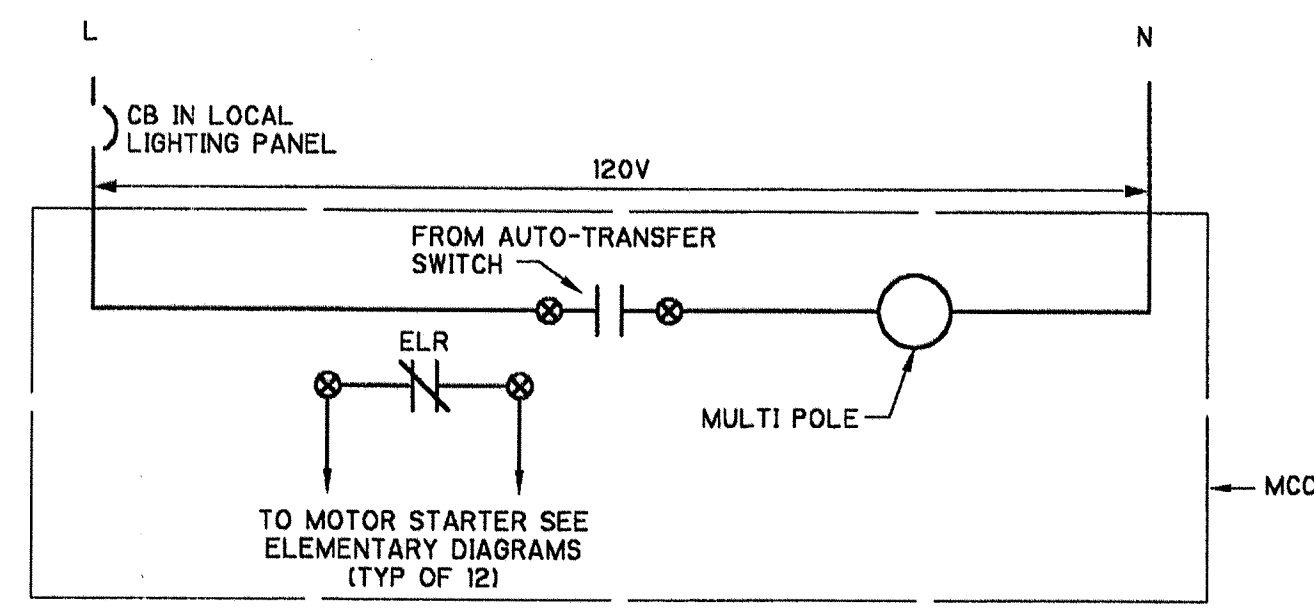 L
N
CB IN LOCAL
LIGHTING PANEL
120V
FROM AUTO-TRANSFER
SWITCH
ELR
MULTI POLE
MCC
TO MOTOR STARTER SEE
ELEMENTARY DIAGRAMS
(TYP OF 12)